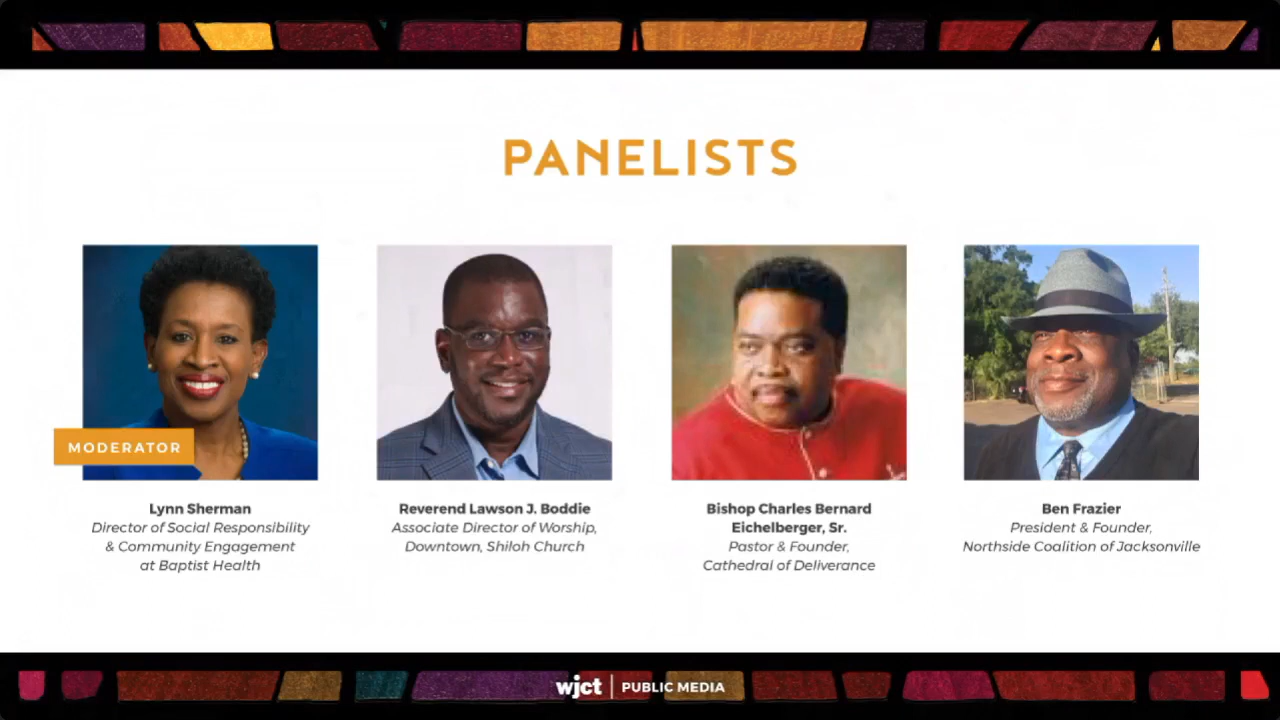 PANELISTS
MODERATOR
Lynn Sherman
Director of Social Responsibility
& Community Engagement
at Baptist Health
Reverend Lawson J. Boddie
Associate Director of Worship,
Downtown, Shiloh Church
Bishop Charles Bernard
Eichelberger, Sr.
Pastor & Founder,
Cathedral of Deliverance
Ben Frazier
President & Founder,
Northside Coalition of Jacksonville
wjct | PUBLIC MEDIA